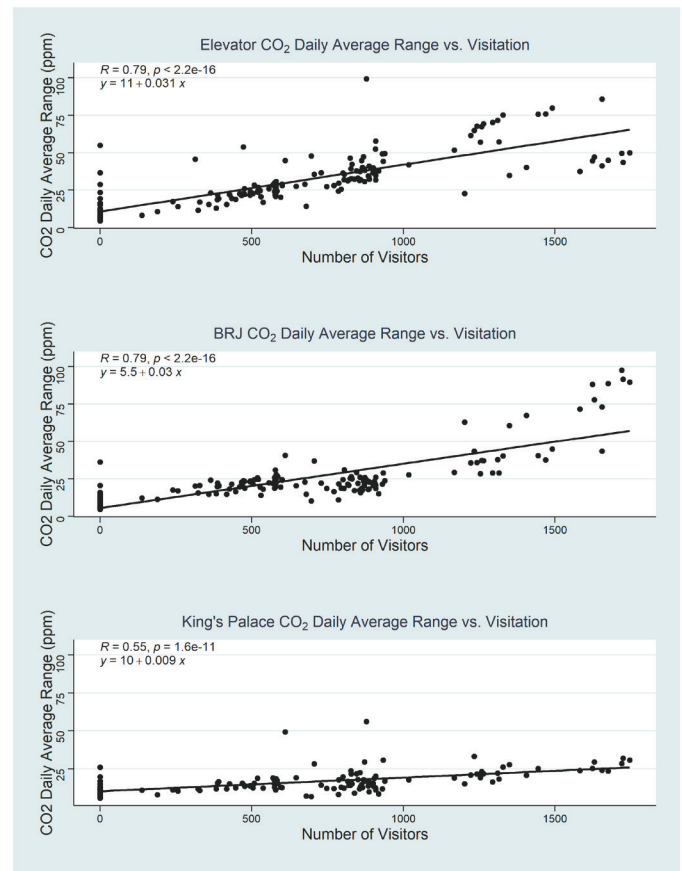 Elevator CO₂ Daily Average Range vs. Visitation
R = 0.79, p < 2.2e-16
y = 11 + 0.031 x
CO2 Daily Average Range (ppm)
100
75
50
25
0
0 500 1000 1500
Number of Visitors
BRJ CO₂ Daily Average Range vs. Visitation
R = 0.79, p < 2.2e-16
y = 5.5 + 0.03 x
CO2 Daily Average Range (ppm)
100
75
50
25
0
0 500 1000 1500
Number of Visitors
King's Palace CO₂ Daily Average Range vs. Visitation
R = 0.55, p = 1.6e-11
y = 10 + 0.009 x
CO2 Daily Average Range (ppm)
100
75
50
25
0 500 1000 1500
Number of Visitors